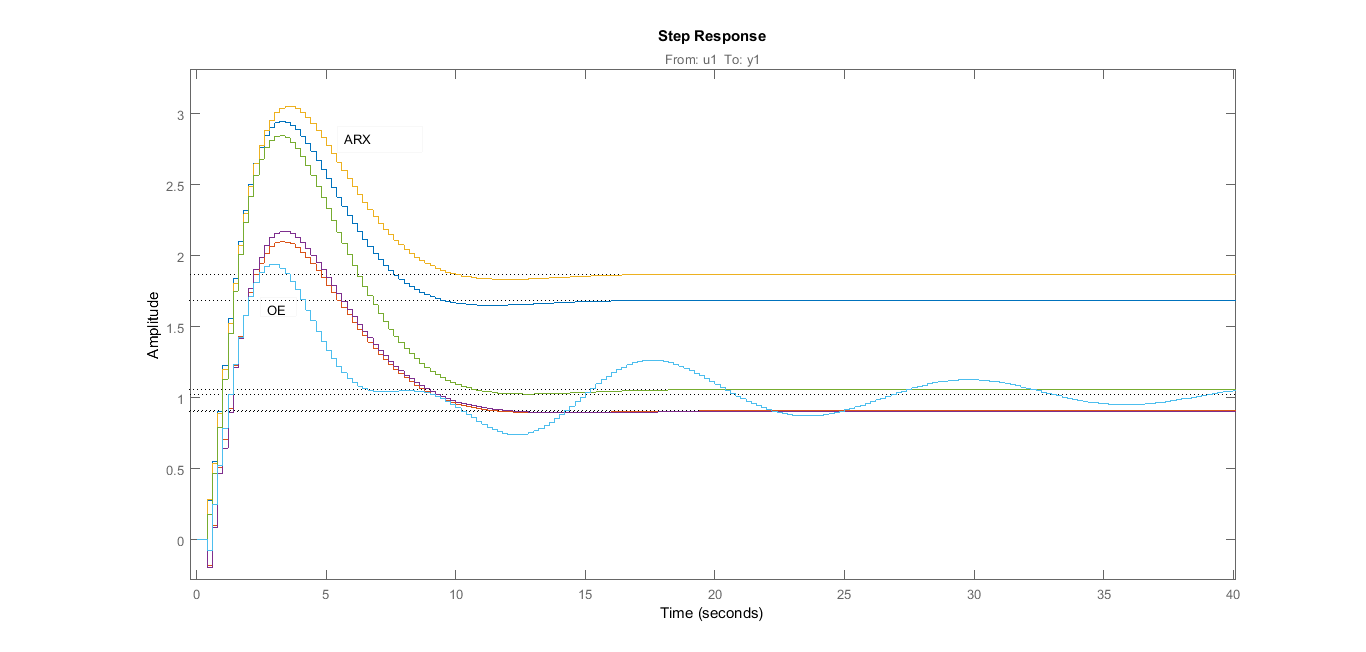 Step Response
From: u1 To: y1
3
2.5
2
1.5
1
0.5
0
Amplitude
ARX
OE
0 5 10 15 20 25 30 35 40
Time (seconds)